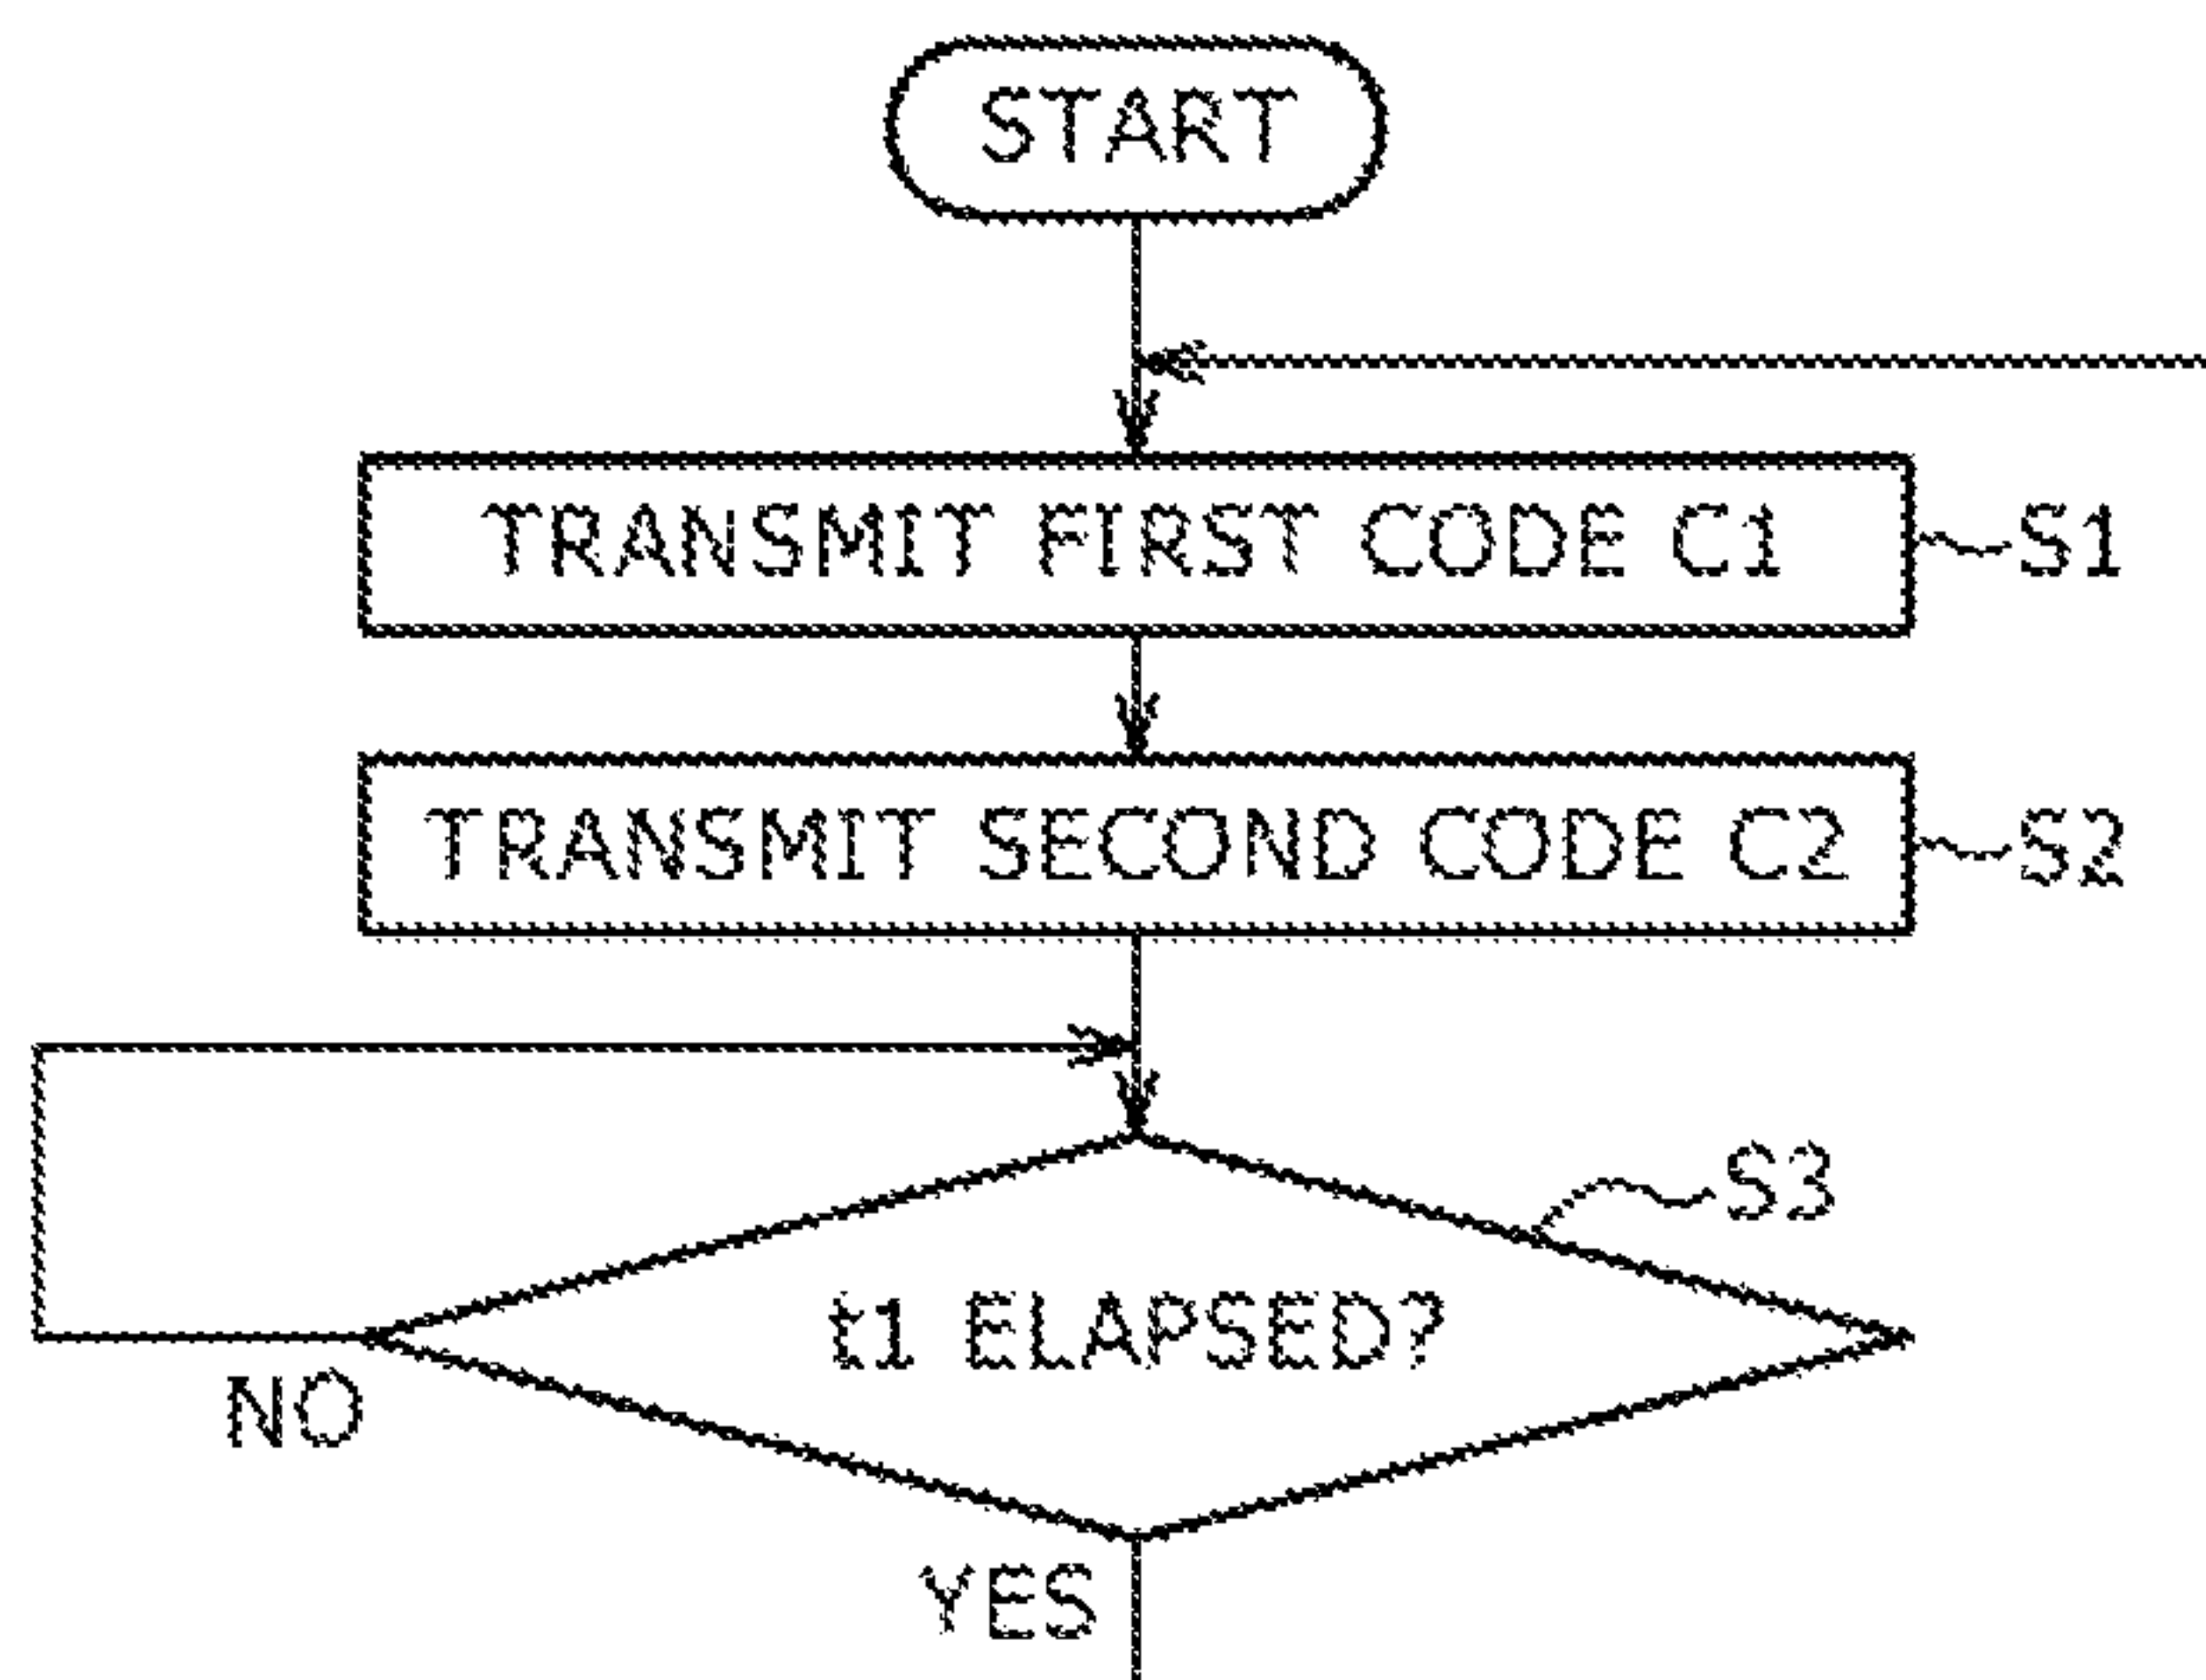 START
TRANSMIT FIRST CODE C1
S1
TRANSMIT SECOND CODE C2
S2
S3
t1 ELAPSED?
NO
YES